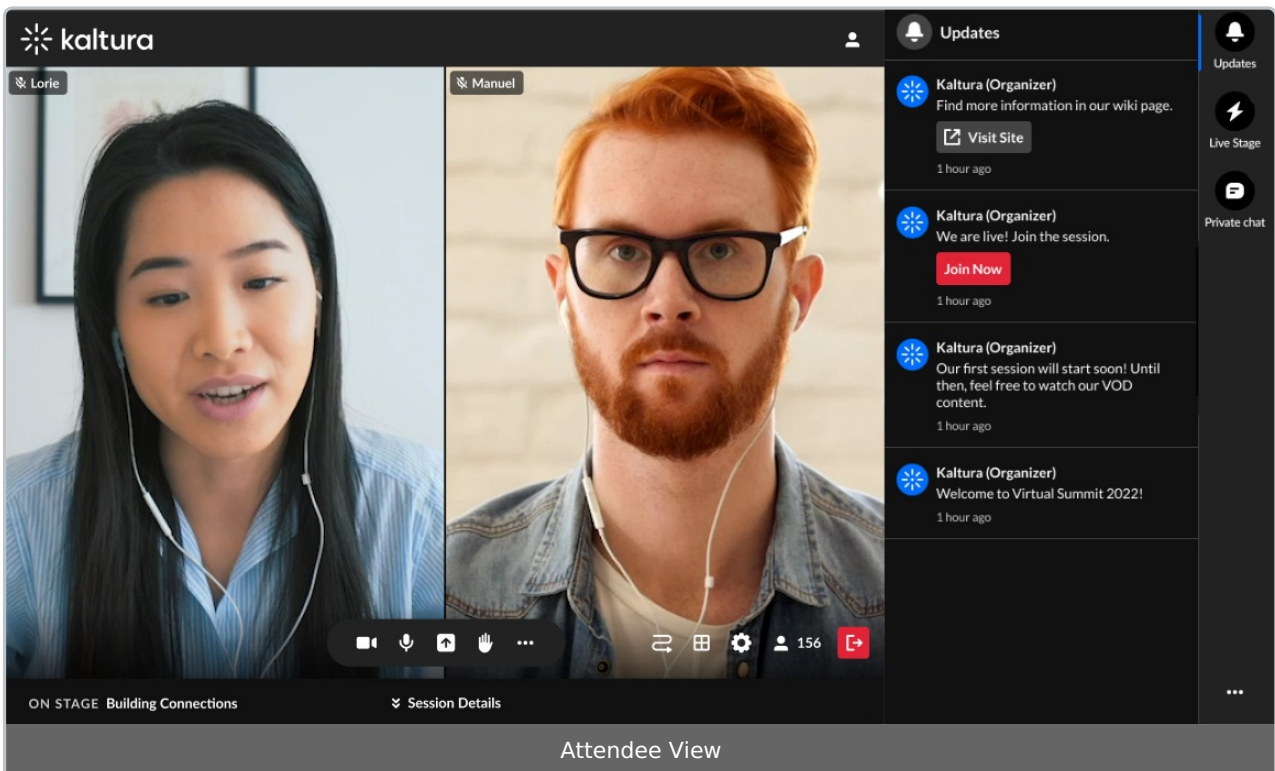 kaltura
Lorie
Manuel
156
ON STAGE Building Connections
Session Details
Updates
Kaltura (Organizer)
Find more information in our wiki page.
Visit Site
1 hour ago
Kaltura (Organizer)
We are live! Join the session.
Join Now
1 hour ago
Kaltura (Organizer)
Our first session will start soon! Until
then, feel free to watch our VOD
content.
1 hour ago
Kaltura (Organizer)
Welcome to Virtual Summit 2022!
1 hour ago
Updates
Live Stage
Private chat
Attendee View